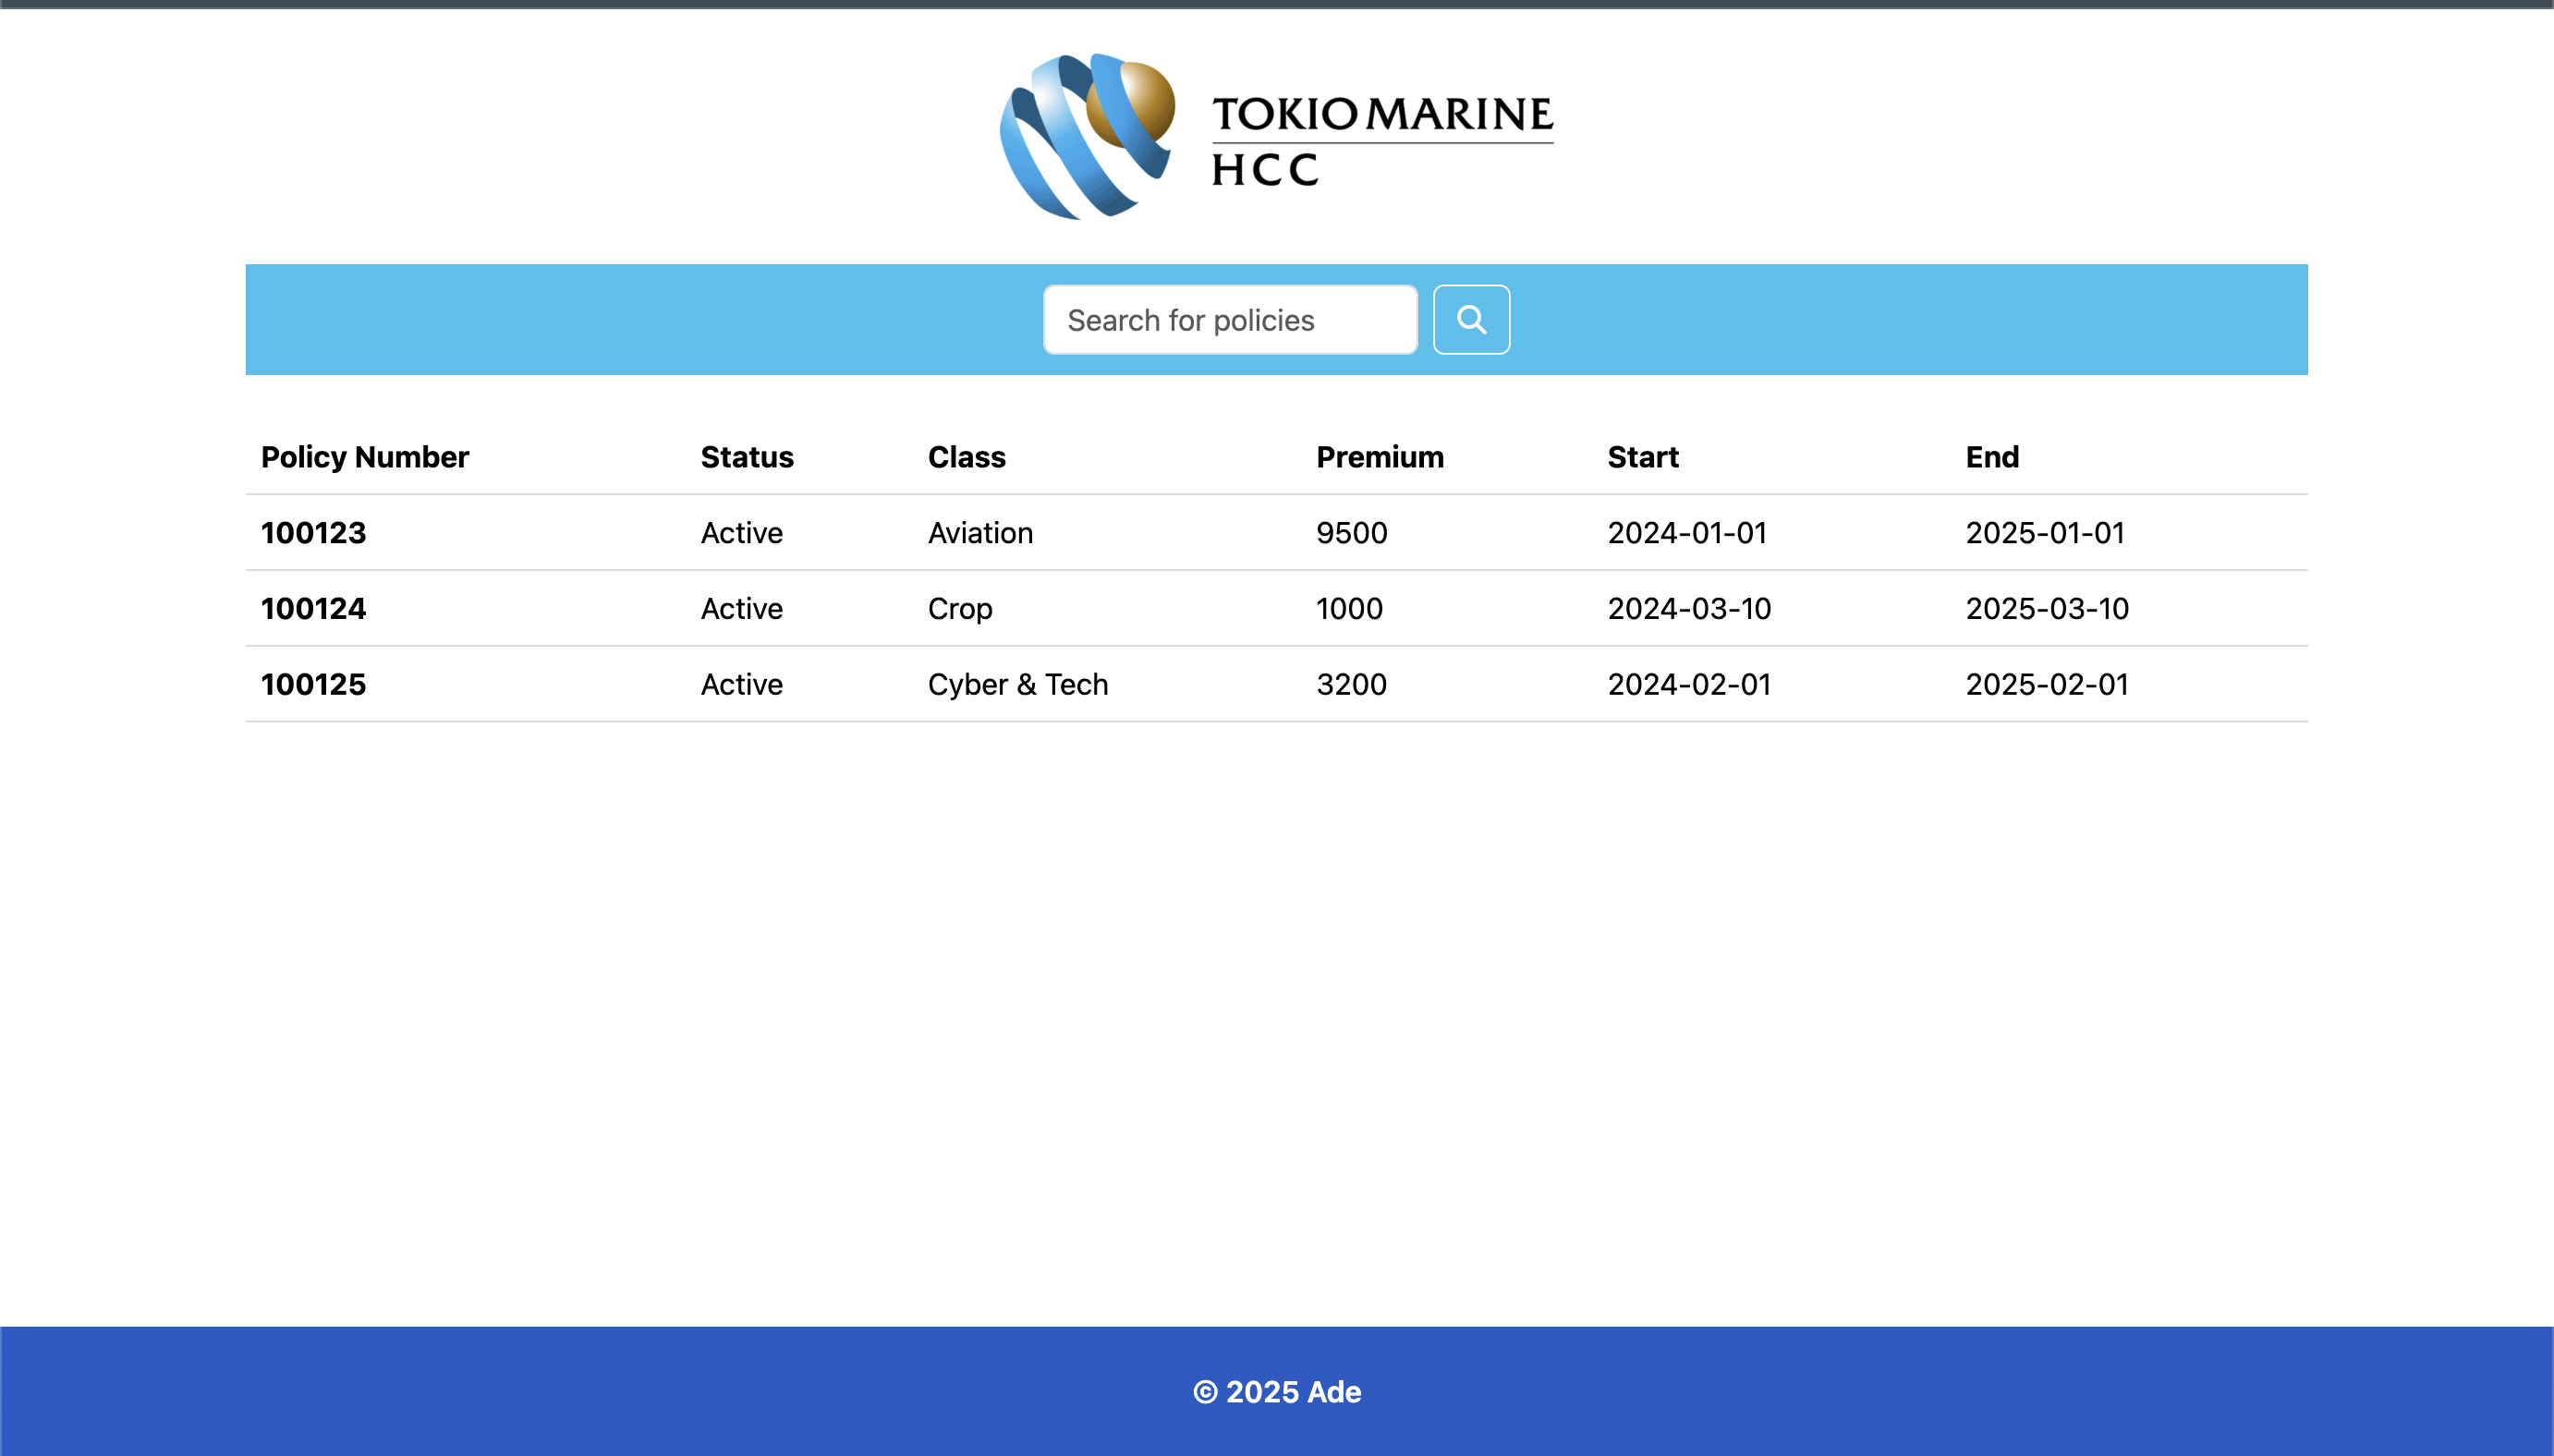 TOKIO MARINE
HCC
Search for policies
Policy Number Status Class Premium Start End
100123 Active Aviation 9500 2024-01-01 2025-01-01
100124 Active Crop 1000 2024-03-10 2025-03-10
100125 Active Cyber & Tech 3200 2024-02-01 2025-02-01
© 2025 Ade